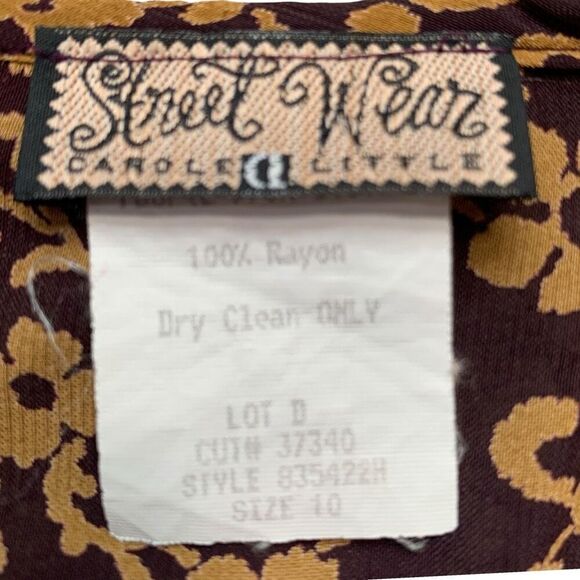 Street Wear
CAROLE LITTLE
100% Rayon
Dry Clean ONLY
LOT D
CUT# 37340
STYLE 835422H
SIZE 10